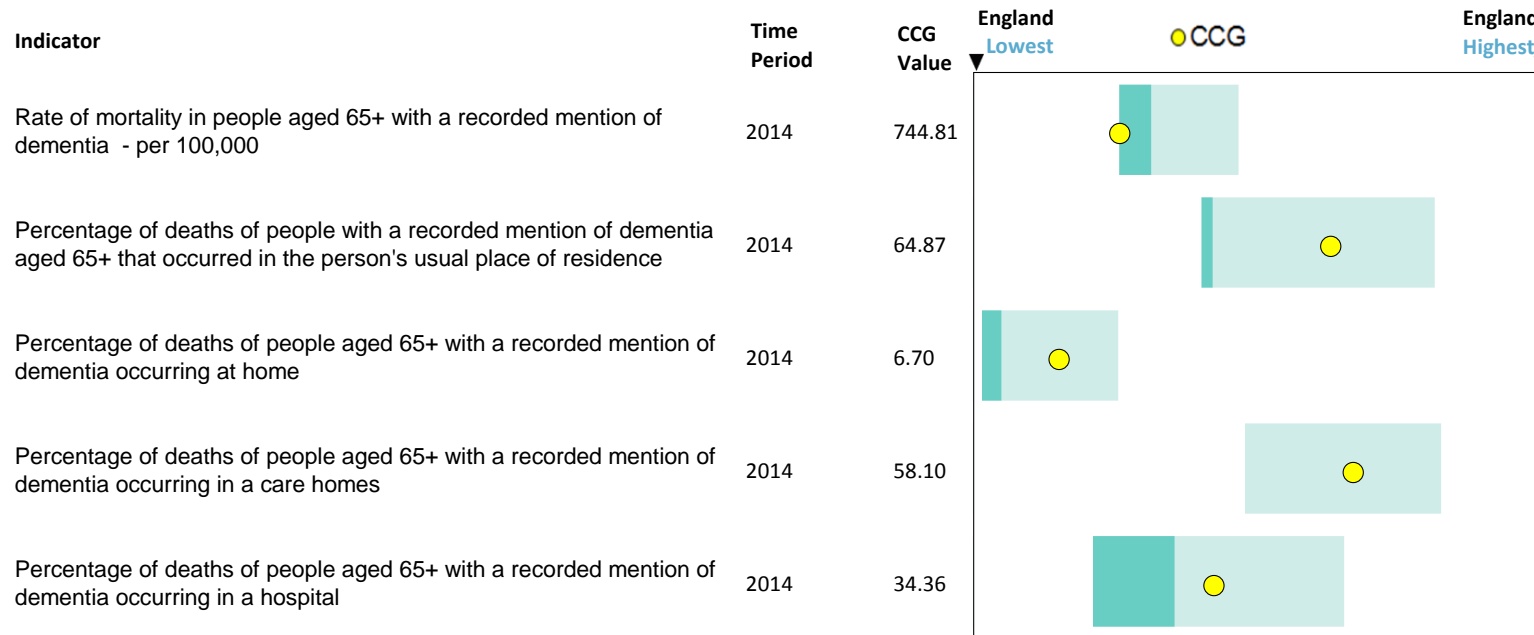 Indicator
Time
Period
CCG
Value
England
Lowest
CCG
England
Highest
Rate of mortality in people aged 65+ with a recorded mention of
dementia - per 100,000
2014
744.81
Percentage of deaths of people with a recorded mention of dementia
aged 65+ that occurred in the person's usual place of residence
2014
64.87
Percentage of deaths of people aged 65+ with a recorded mention of
dementia occurring at home
2014
6.70
Percentage of deaths of people aged 65+ with a recorded mention of
dementia occurring in a care homes
2014
58.10
Percentage of deaths of people aged 65+ with a recorded mention of
dementia occurring in a hospital
2014
34.36